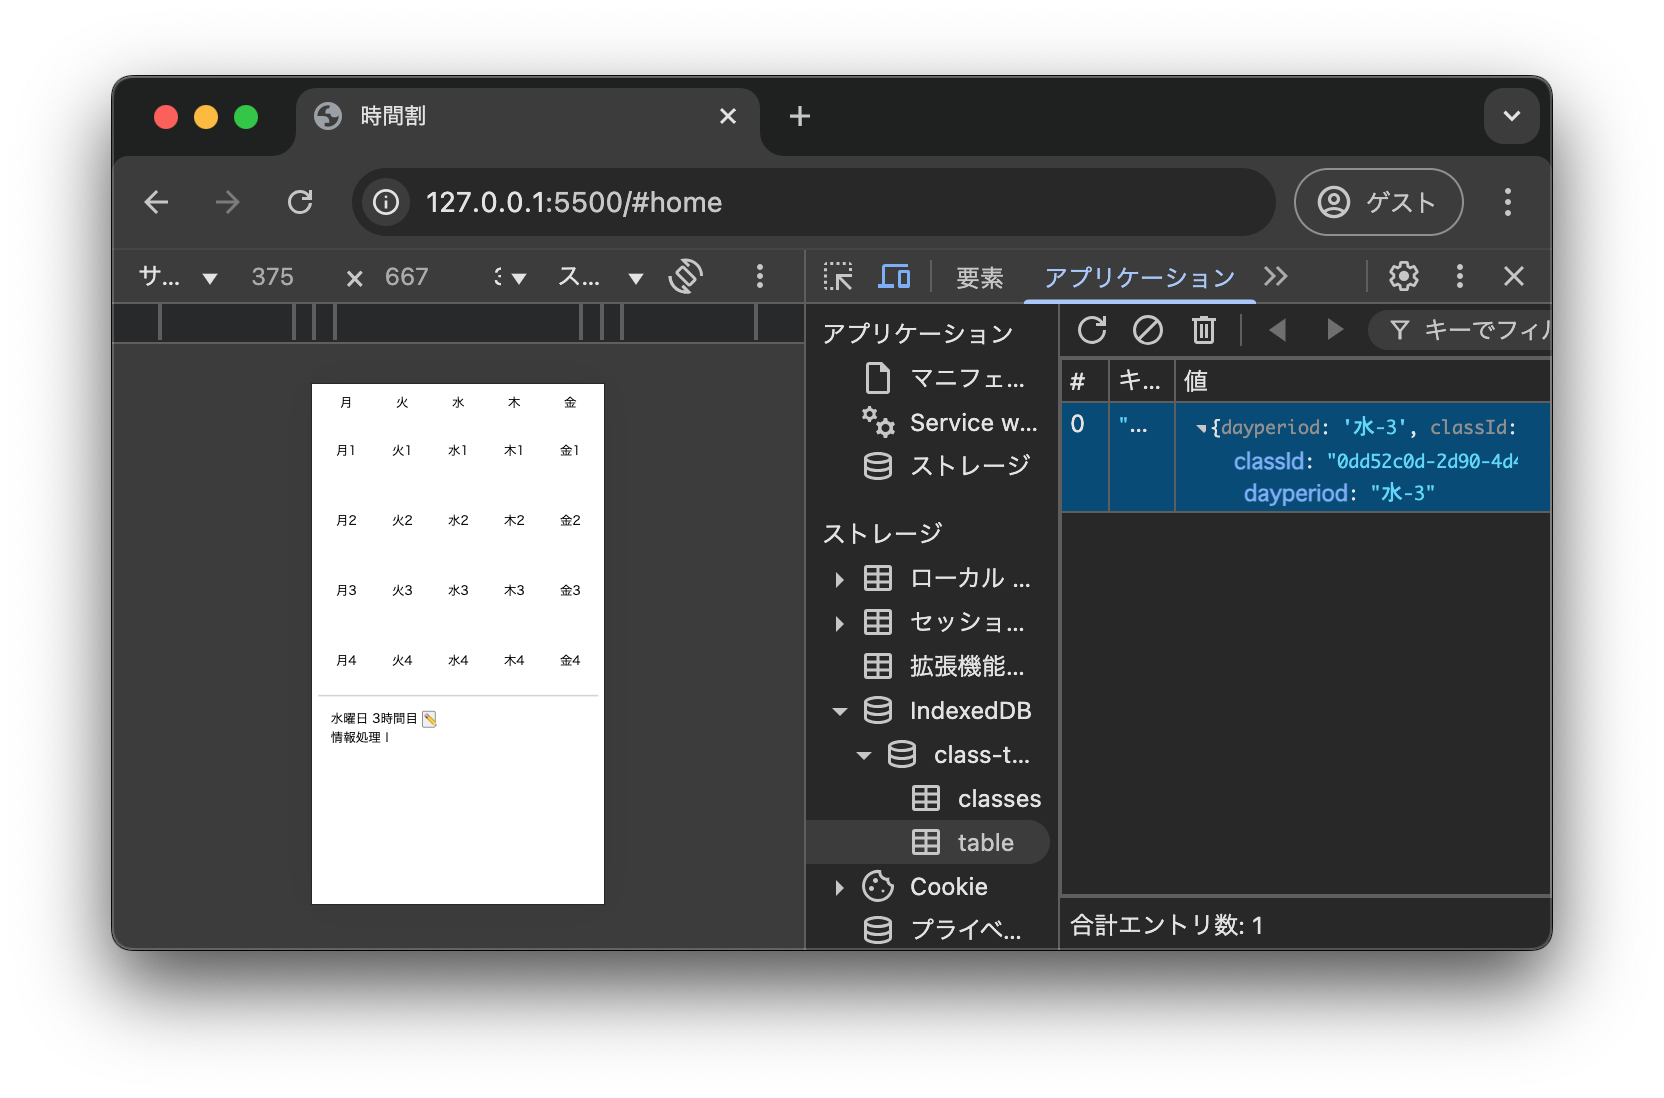 時間割
127.0.0.1:5500/#home
ゲスト
サ... 375 × 667 ス...
要素 アプリケーション
アプリケーション
マニフェ...
Service w...
ストレージ
ストレージ
ローカル ...
セッショ...
拡張機能...
IndexedDB
class-t...
classes
table
Cookie
プライベ...
キーでフィ
# キ... 値
0 "... {dayperiod: '水-3', classId:
classId: "0dd52c0d-2d90-4d4
dayperiod: "水-3"
合計エントリ数: 1
月 火 水 木 金
月1 火1 水1 木1 金1
月2 火2 水2 木2 金2
月3 火3 水3 木3 金3
月4 火4 水4 木4 金4
水曜日 3時間目
情報処理 I